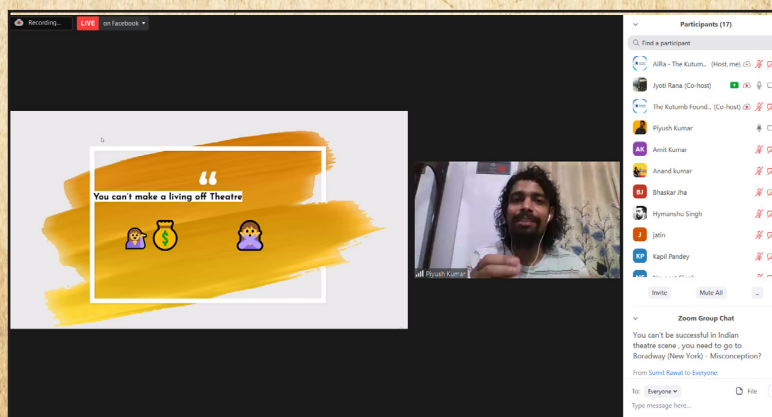 Recording...
LIVE on Facebook
“
You can't make a living off Theatre
Piyush Kumar
Participants (17)
Find a participant
AiRa - The Kutum... (Host, me)
Jyoti Rana (Co-host)
The Kutumb Found... (Co-host)
Piyush Kumar
AK Amit Kumar
Anand kumar
BJ Bhaskar Jha
Hymanshu Singh
J jatin
KP Kapil Pandey
Invite Mute All ...
Zoom Group Chat
You can't be successful in Indian
theatre scene , you need to go to
Boradway (New York) - Misconception?
From Sumit Rawat to Everyone:
To: Everyone File
Type message here...